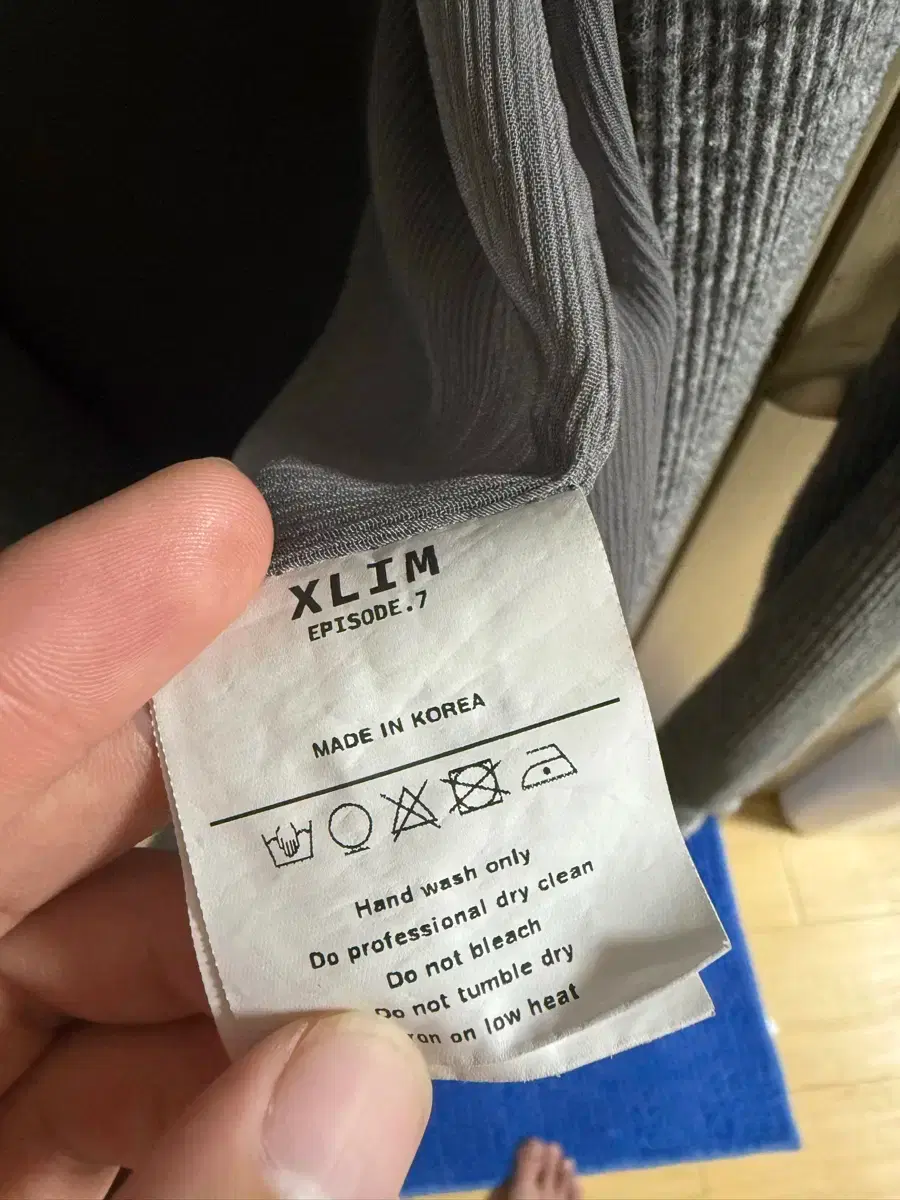 XLIM
EPISODE.7
MADE IN KOREA
Hand wash only
Do professional dry clean
Do not bleach
Do not tumble dry
on low heat